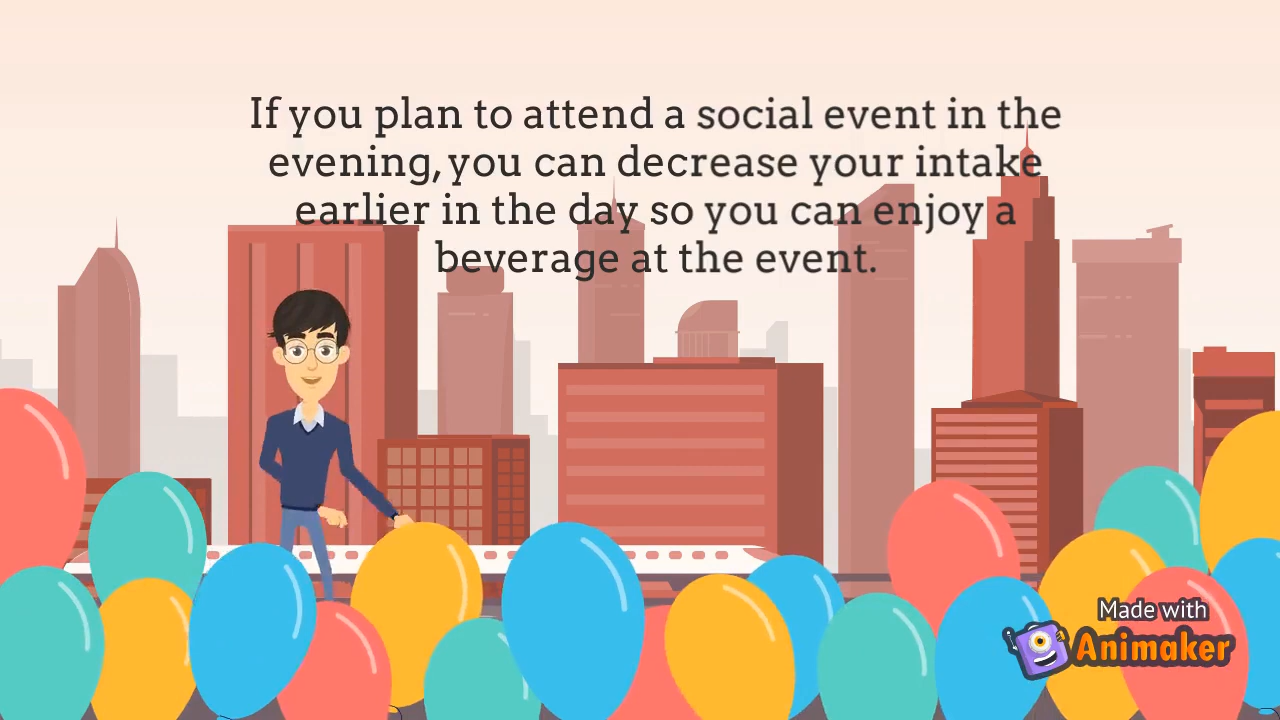 If you plan to attend a social event in the
evening, you can decrease your intake
earlier in the day so you can enjoy a
beverage at the event.
Made with
Animaker